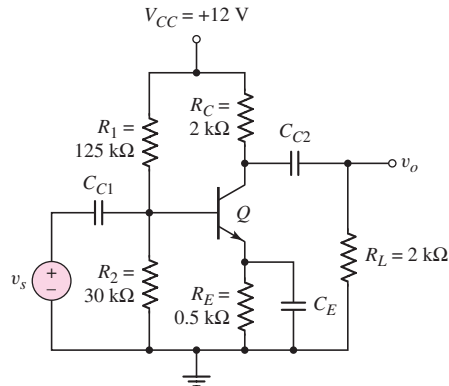 V_CC = +12 V
R_C =
2 kΩ
R_1 =
125 kΩ
C_C2
C_C1
v_o
Q
v_s
+
−
R_2 =
30 kΩ
R_E =
0.5 kΩ
C_E
R_L = 2 kΩ